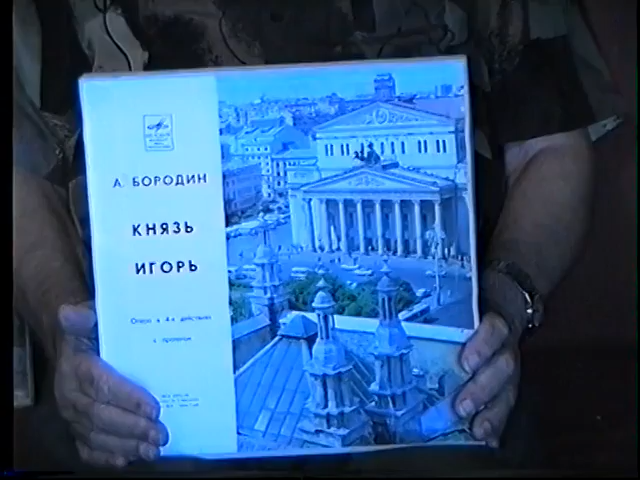 А. БОРОДИН
КНЯЗЬ
ИГОРЬ
Опера в 4-х действиях
с прологом